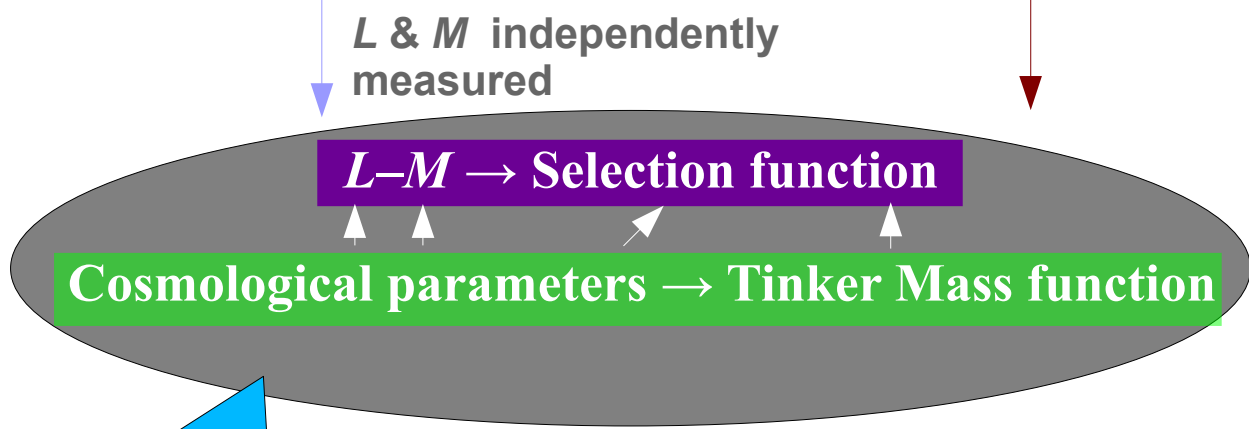 L & M independently
measured
L–M → Selection function
Cosmological parameters → Tinker Mass function